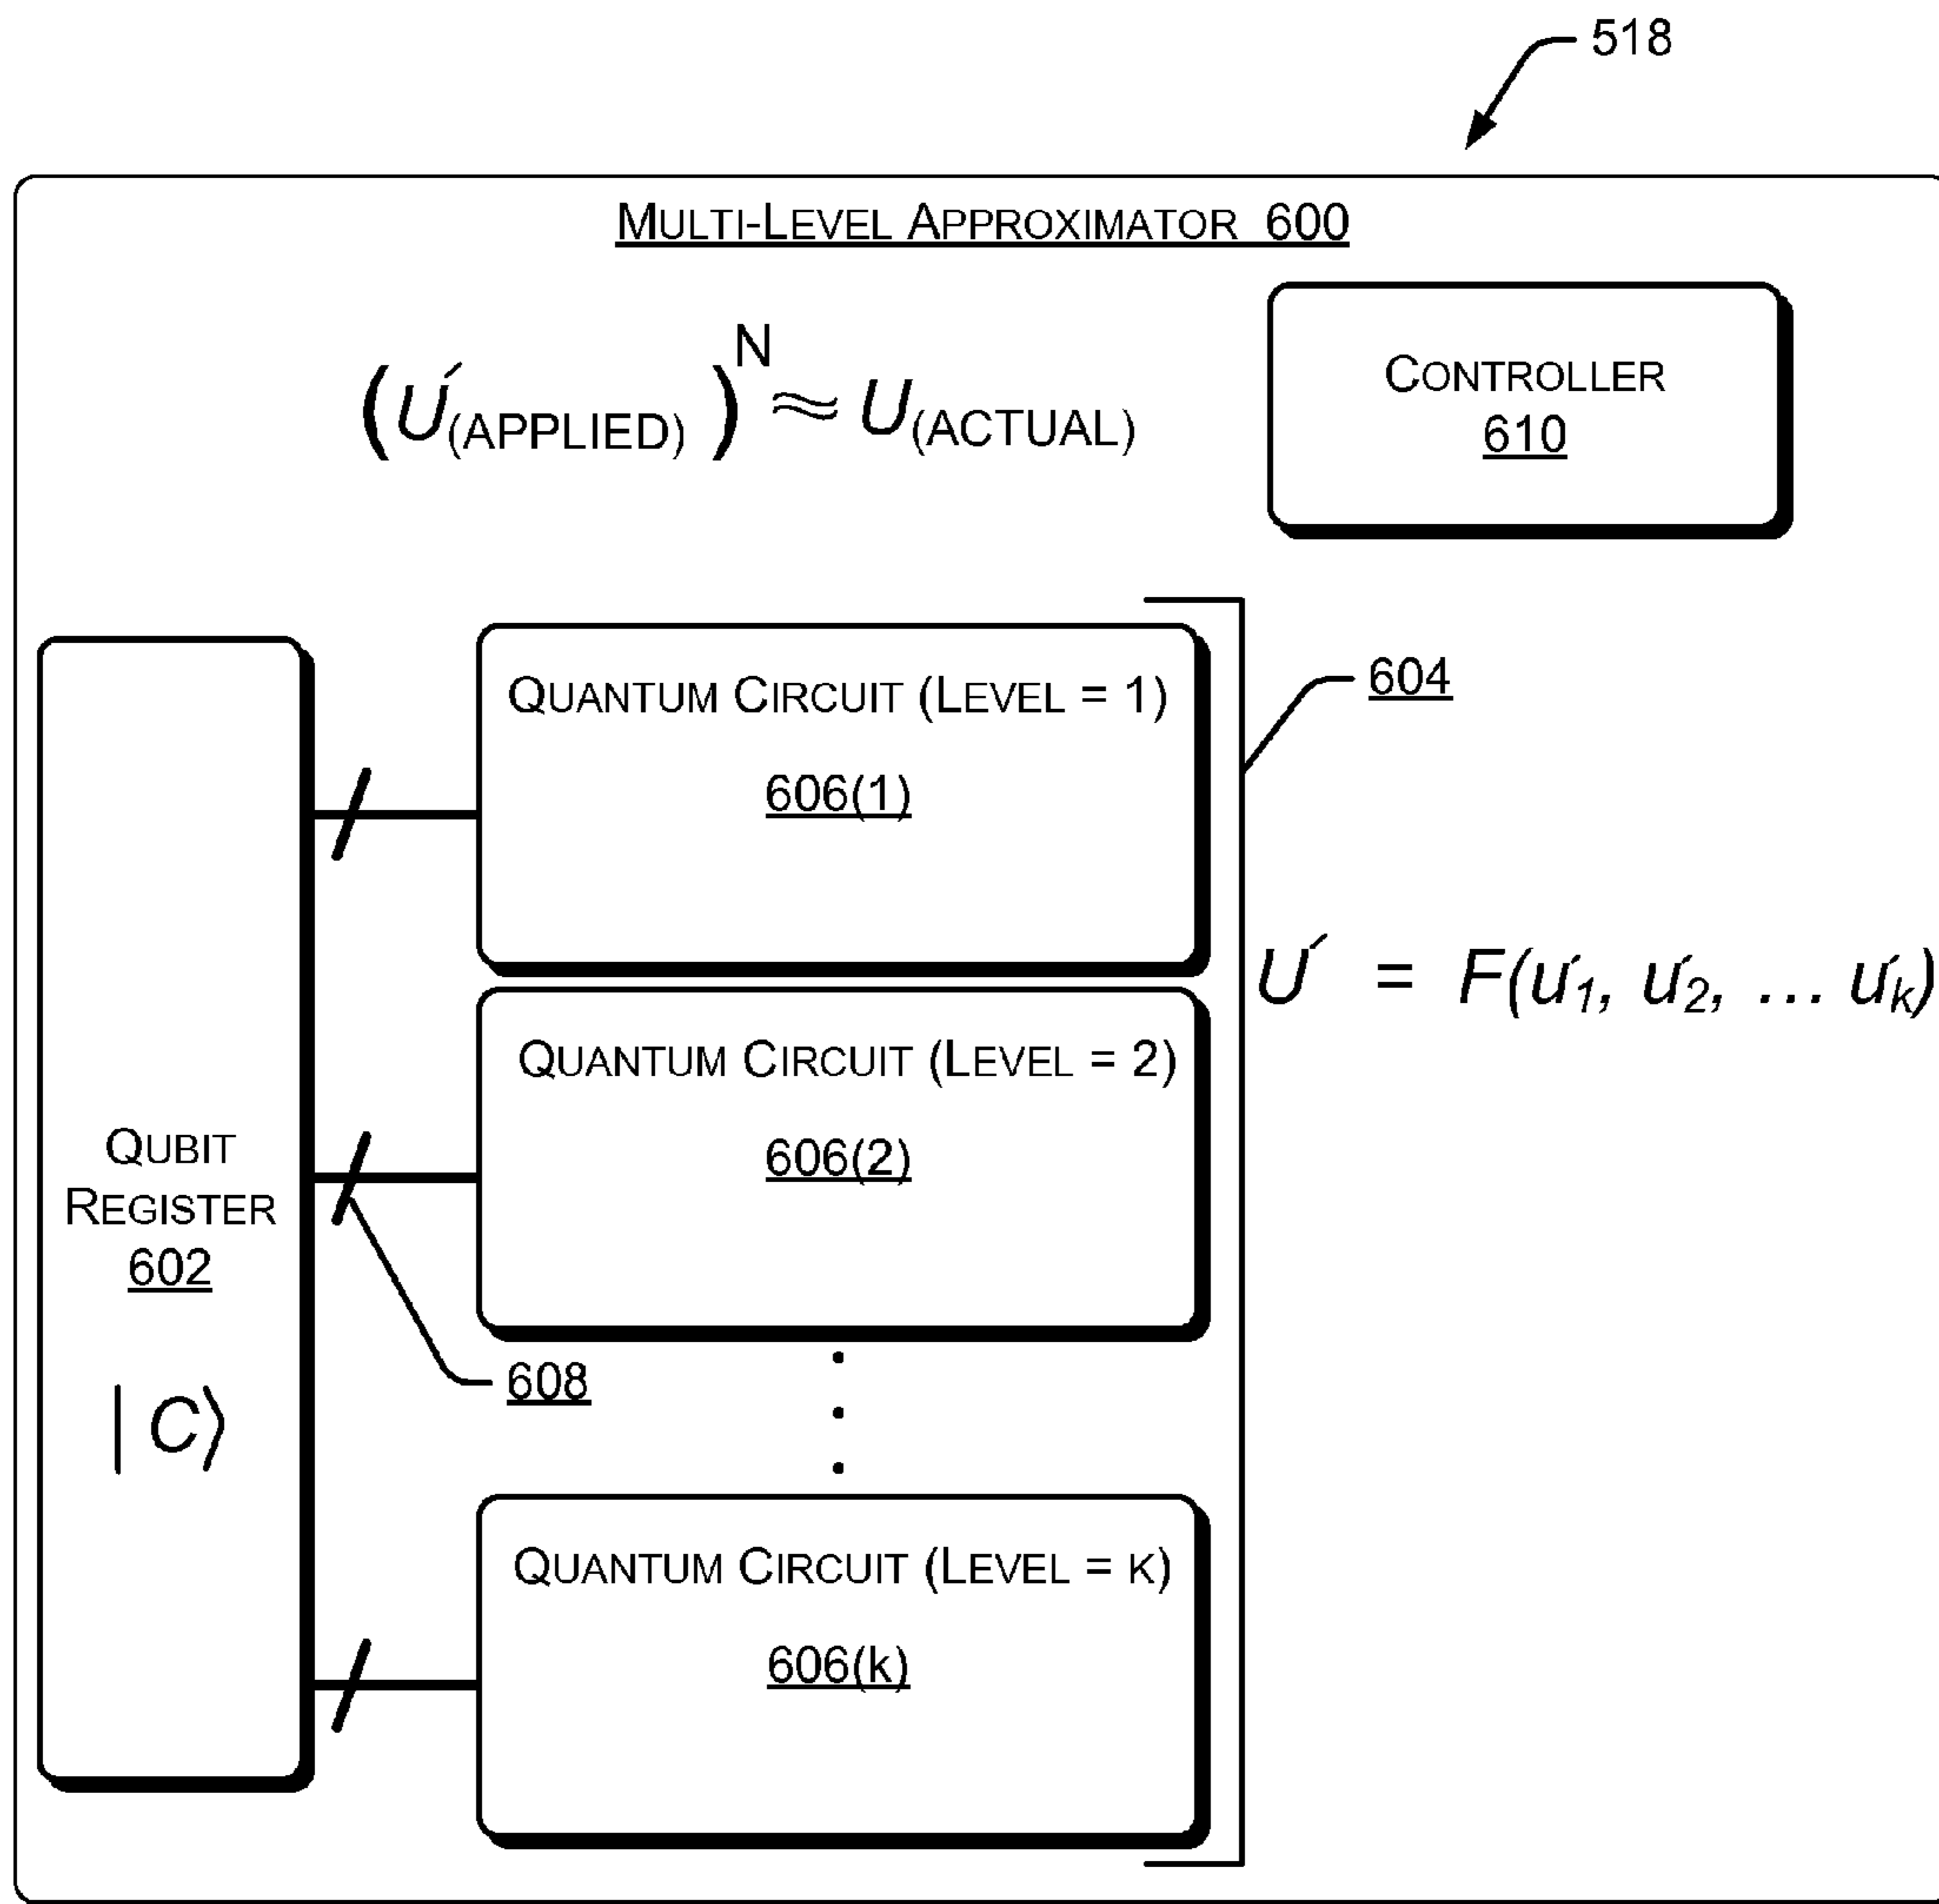 518
MULTI-LEVEL APPROXIMATOR 600
(U′(APPLIED))^N ≈ U(ACTUAL)
CONTROLLER
610
QUANTUM CIRCUIT (LEVEL = 1)
604
606(1)
U′ = F(u′1, u′2, ... u′k)
QUANTUM CIRCUIT (LEVEL = 2)
606(2)
QUBIT
REGISTER
602
608
| C⟩
QUANTUM CIRCUIT (LEVEL = K)
606(k)